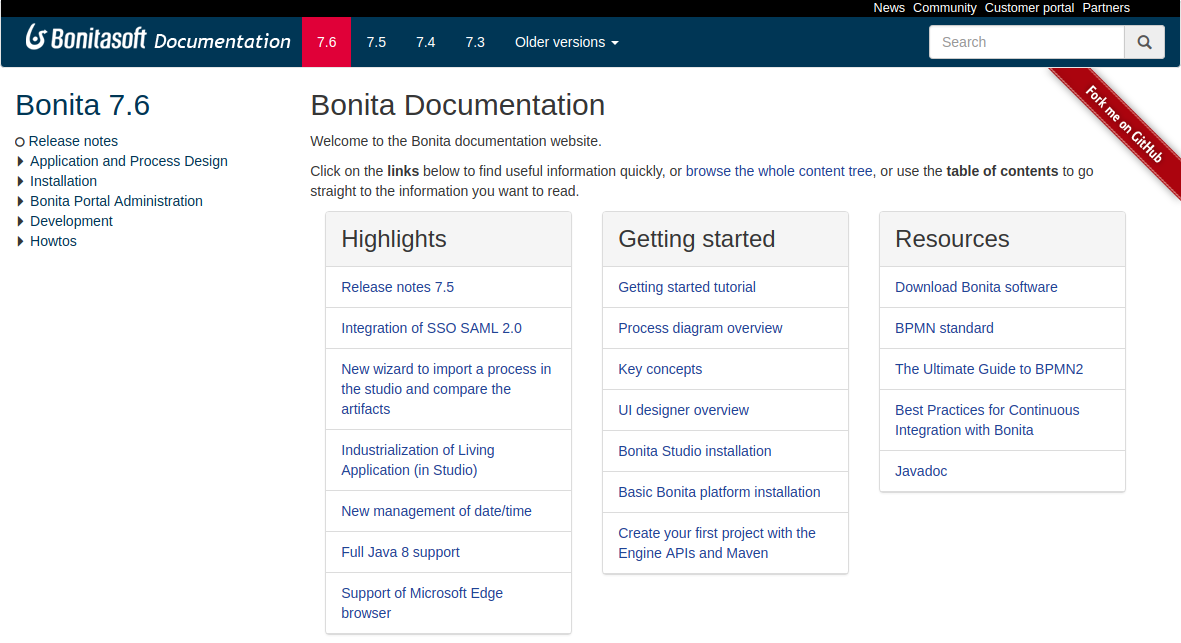 News Community Customer portal Partners
Bonitasoft Documentation 7.6 7.5 7.4 7.3 Older versions Search
Fork me on GitHub
Bonita 7.6
Release notes
Application and Process Design
Installation
Bonita Portal Administration
Development
Howtos
Bonita Documentation
Welcome to the Bonita documentation website.
Click on the links below to find useful information quickly, or browse the whole content tree, or use the table of contents to go
straight to the information you want to read.
Highlights
Release notes 7.5
Integration of SSO SAML 2.0
New wizard to import a process in
the studio and compare the
artifacts
Industrialization of Living
Application (in Studio)
New management of date/time
Full Java 8 support
Support of Microsoft Edge
browser
Getting started
Getting started tutorial
Process diagram overview
Key concepts
UI designer overview
Bonita Studio installation
Basic Bonita platform installation
Create your first project with the
Engine APIs and Maven
Resources
Download Bonita software
BPMN standard
The Ultimate Guide to BPMN2
Best Practices for Continuous
Integration with Bonita
Javadoc